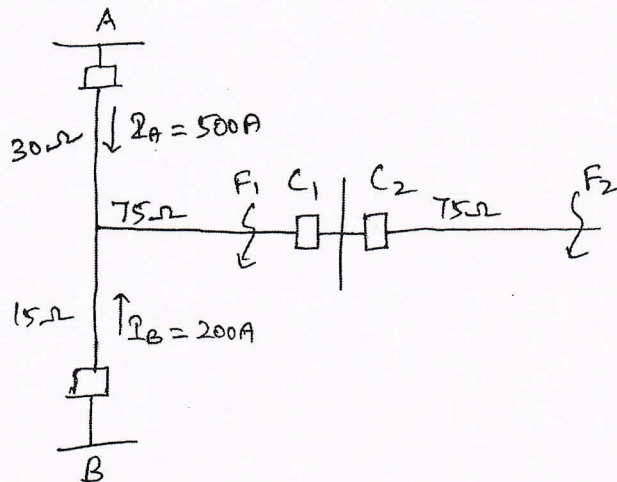 A
30Ω
I_A = 500A
F₁ C₁ C₂ F₂
75Ω 75Ω
15Ω
I_B = 200A
B